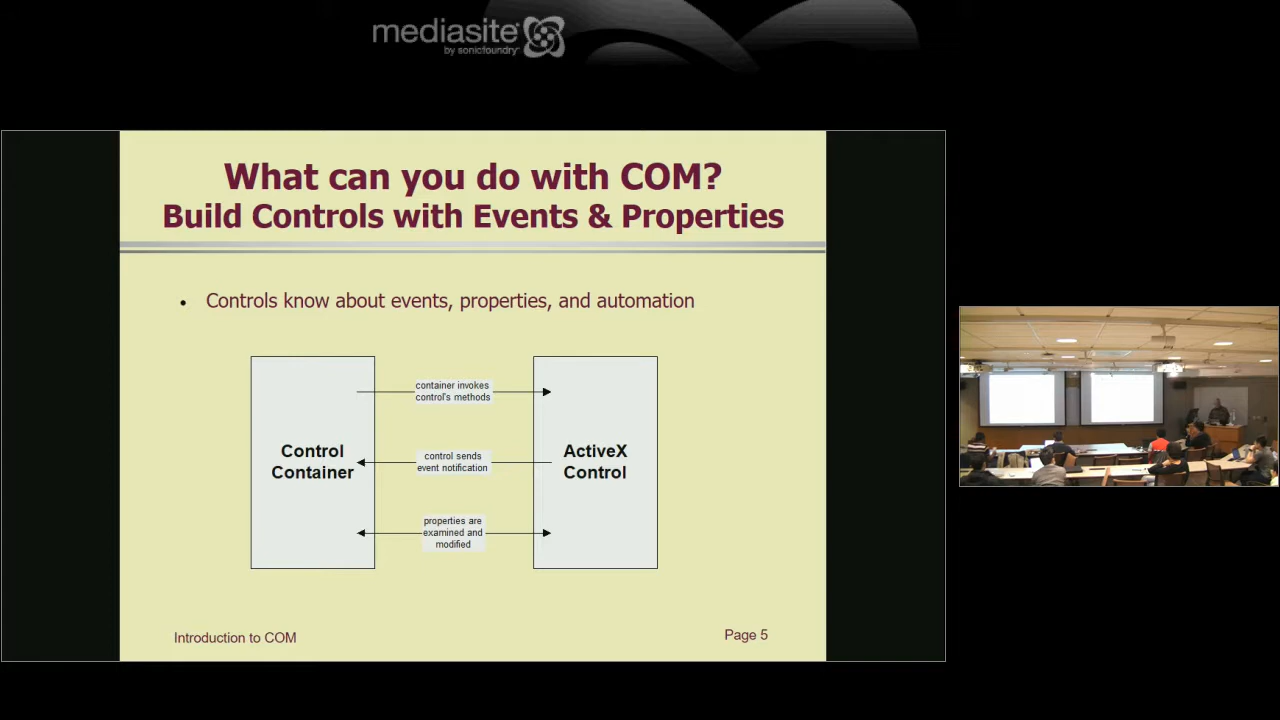 mediasite
by sonicfoundry
What can you do with COM?
Build Controls with Events & Properties
• Controls know about events, properties, and automation
container invokes
control's methods
Control
Container
control sends
event notification
ActiveX
Control
properties are
examined and
modified
Introduction to COM
Page 5